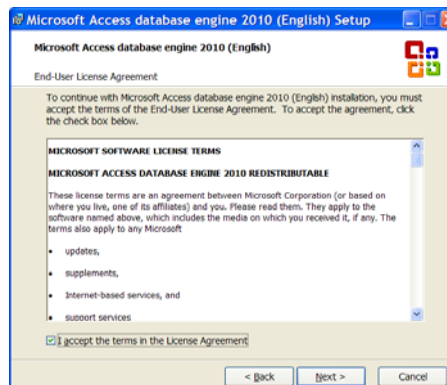 Microsoft Access database engine 2010 (English) Setup
Microsoft Access database engine 2010 (English)
End-User License Agreement
To continue with Microsoft Access database engine 2010 (English) installation, you must
accept the terms of the End-User License Agreement. To accept the agreement, click
the check box below.
MICROSOFT SOFTWARE LICENSE TERMS
MICROSOFT ACCESS DATABASE ENGINE 2010 REDISTRIBUTABLE
These license terms are an agreement between Microsoft Corporation (or based on
where you live, one of its affiliates) and you. Please read them. They apply to the
software named above, which includes the media on which you received it, if any. The
terms also apply to any Microsoft
• updates,
• supplements,
• Internet-based services, and
• support services
I accept the terms in the License Agreement
< Back
Next >
Cancel